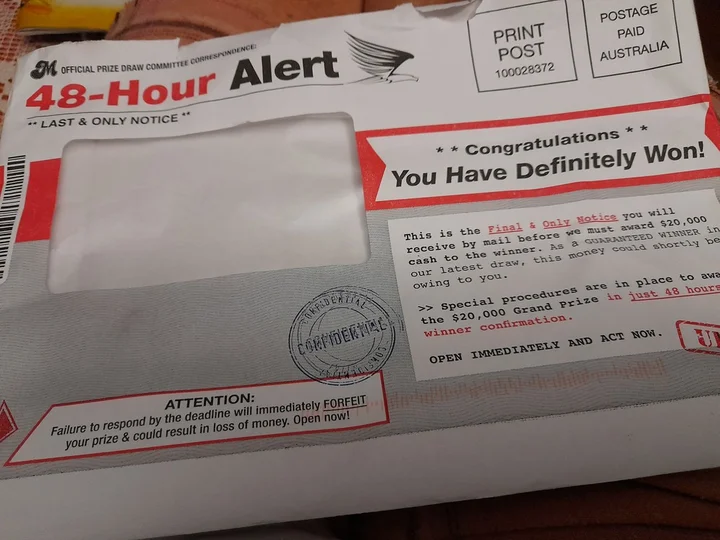 OFFICIAL PRIZE DRAW COMMITTEE CORRESPONDENCE:
48-Hour Alert
** LAST & ONLY NOTICE **
PRINT
POST
100028372
POSTAGE
PAID
AUSTRALIA
** Congratulations **
You Have Definitely Won!
This is the Final & Only Notice you will
receive by mail before we must award $20,000
cash to the winner. As a GUARANTEED WINNER in
our latest draw, this money could shortly be
owing to you.
>> Special procedures are in place to
the $20,000 Grand Prize in just 48 hours
winner confirmation.
OPEN IMMEDIATELY AND ACT NOW.
CONFIDENTIAL
CONFIDENTIAL
CONFIDENTIAL
ATTENTION:
Failure to respond by the deadline will immediately FORFEIT
your prize & could result in loss of money. Open now!